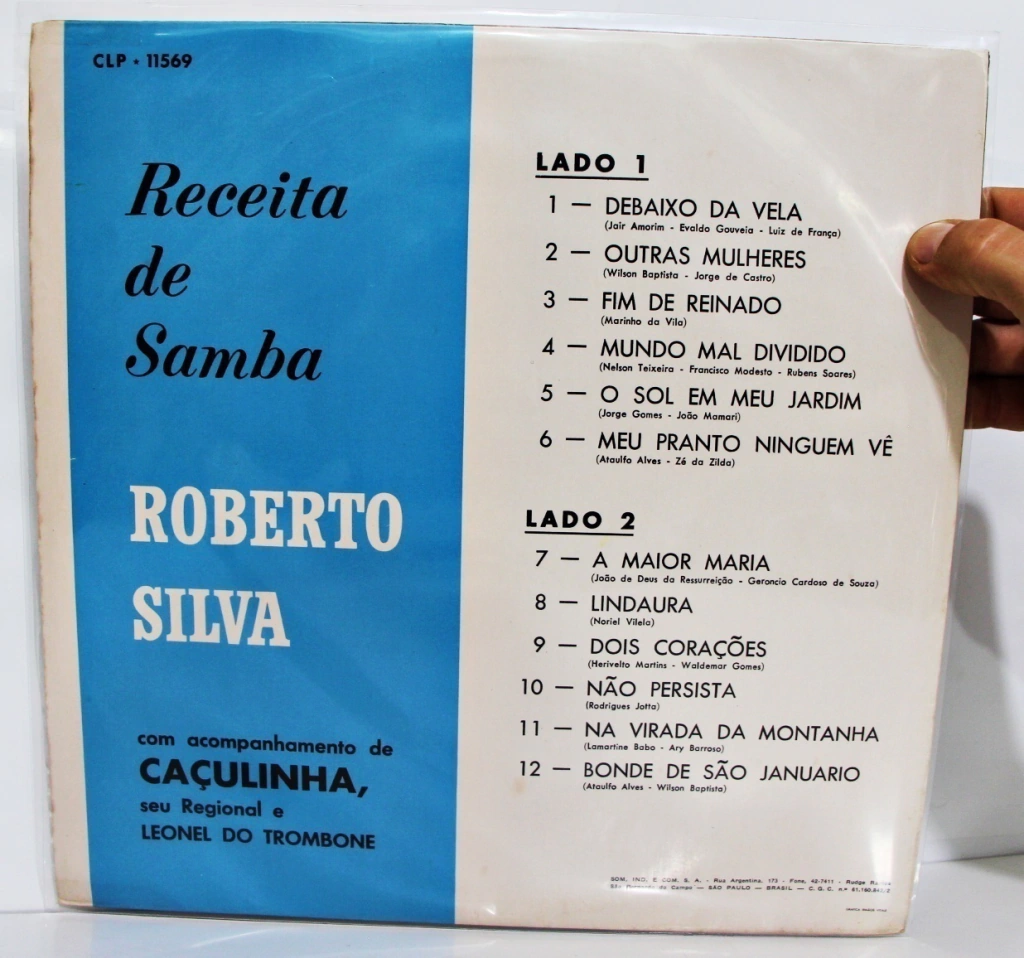 CLP • 11569
Receita
de
Samba
ROBERTO
SILVA
com acompanhamento de
CAÇULINHA,
seu Regional e
LEONEL DO TROMBONE
LADO 1
1 — DEBAIXO DA VELA
(Jair Amorim - Evaldo Gouveia - Luiz de França)
2 — OUTRAS MULHERES
(Wilson Baptista - Jorge de Castro)
3 — FIM DE REINADO
(Marinho da Vila)
4 — MUNDO MAL DIVIDIDO
(Nelson Teixeira - Francisco Modesto - Rubens Soares)
5 — O SOL EM MEU JARDIM
(Jorge Gomes - João Mamari)
6 — MEU PRANTO NINGUEM VÊ
(Ataulfo Alves - Zé da Zilda)
LADO 2
7 — A MAIOR MARIA
(João de Deus da Ressurreição - Geroncio Cardoso de Souza)
8 — LINDAURA
(Noriel Vilela)
9 — DOIS CORAÇÕES
(Herivelto Martins - Waldemar Gomes)
10 — NÃO PERSISTA
(Rodrigues Jotta)
11 — NA VIRADA DA MONTANHA
(Lamartine Babo - Ary Barroso)
12 — BONDE DE SÃO JANUARIO
(Ataulfo Alves - Wilson Baptista)
SOM, IND. E COM. S. A. - Rua Argentina, 173 - Fone, 42-7411 - Rudge
São Bernardo do Campo — SÃO PAULO — BRASIL — C. G. C. n.º